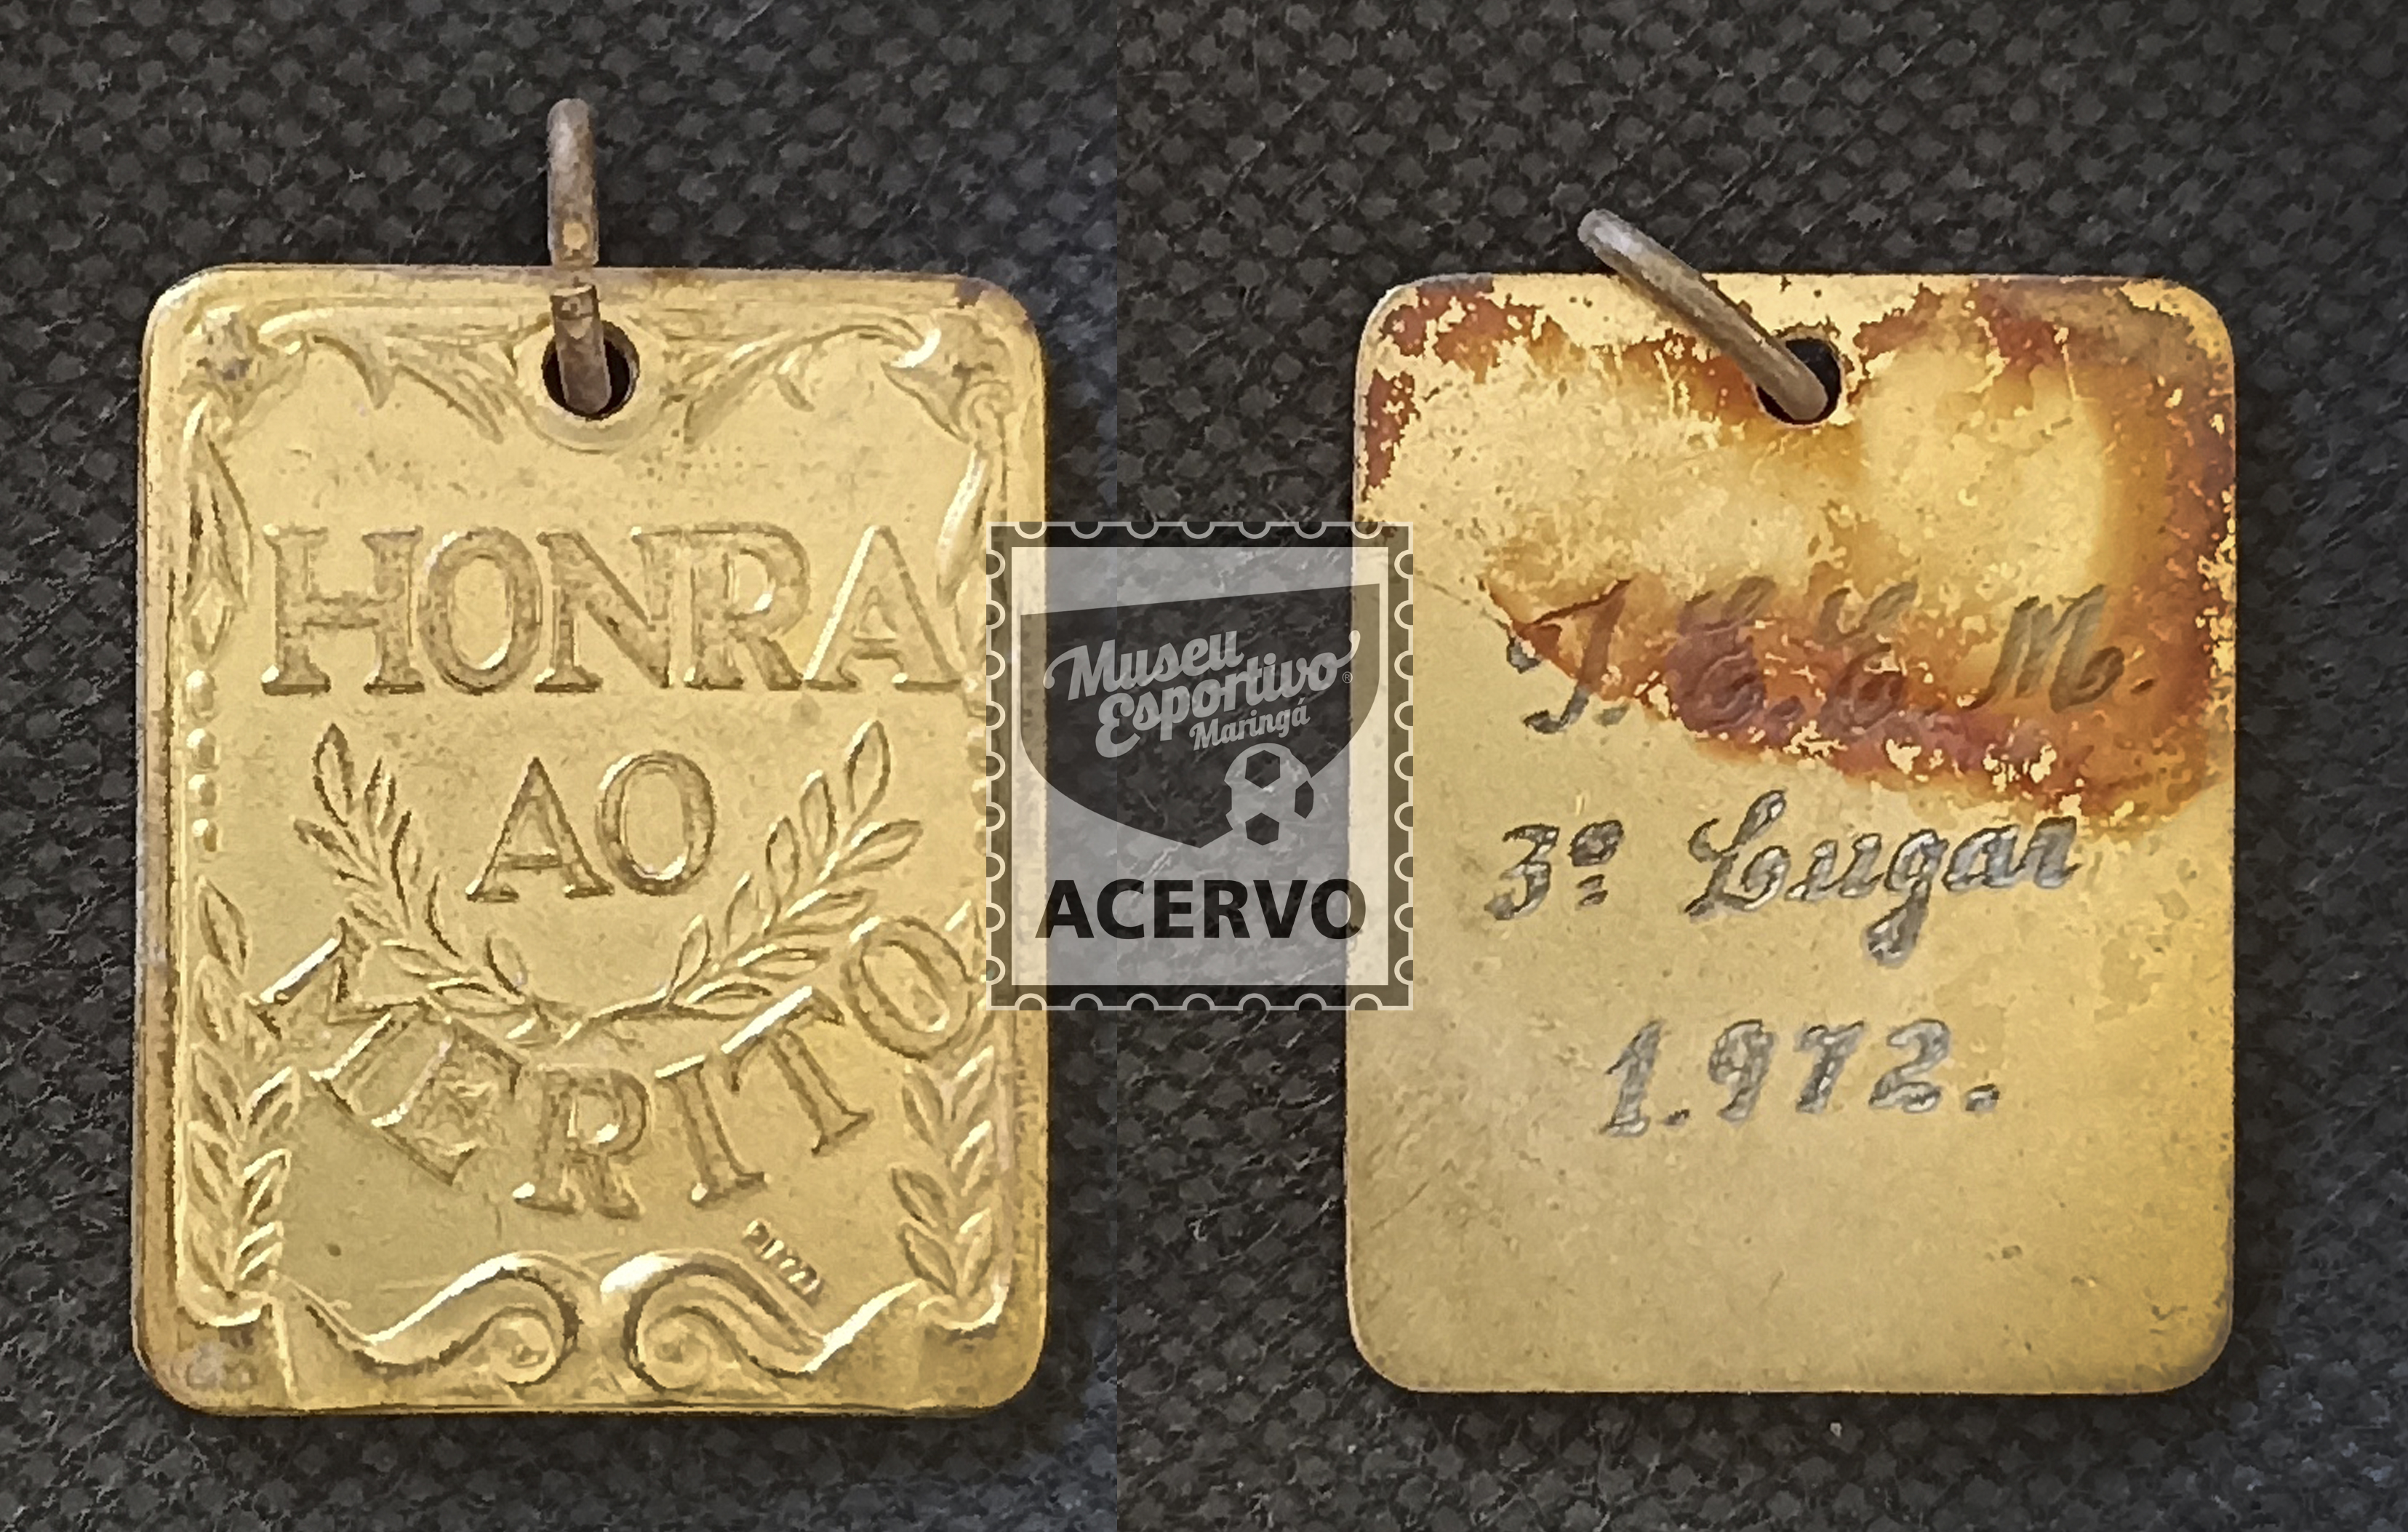 HONRA
AO
MERITO
Museu
Esportivo®
Maringá
ACERVO
3º Lugar
1.972.